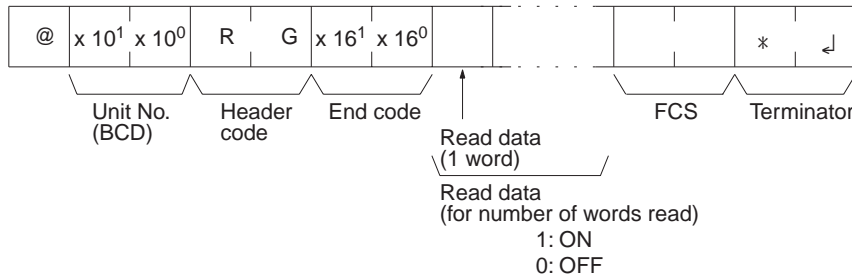 @ x 10¹ x 10⁰ R G x 16¹ x 16⁰ * ↵
Unit No. (BCD)
Header code
End code
FCS
Terminator
Read data
(1 word)
Read data
(for number of words read)
1: ON
0: OFF